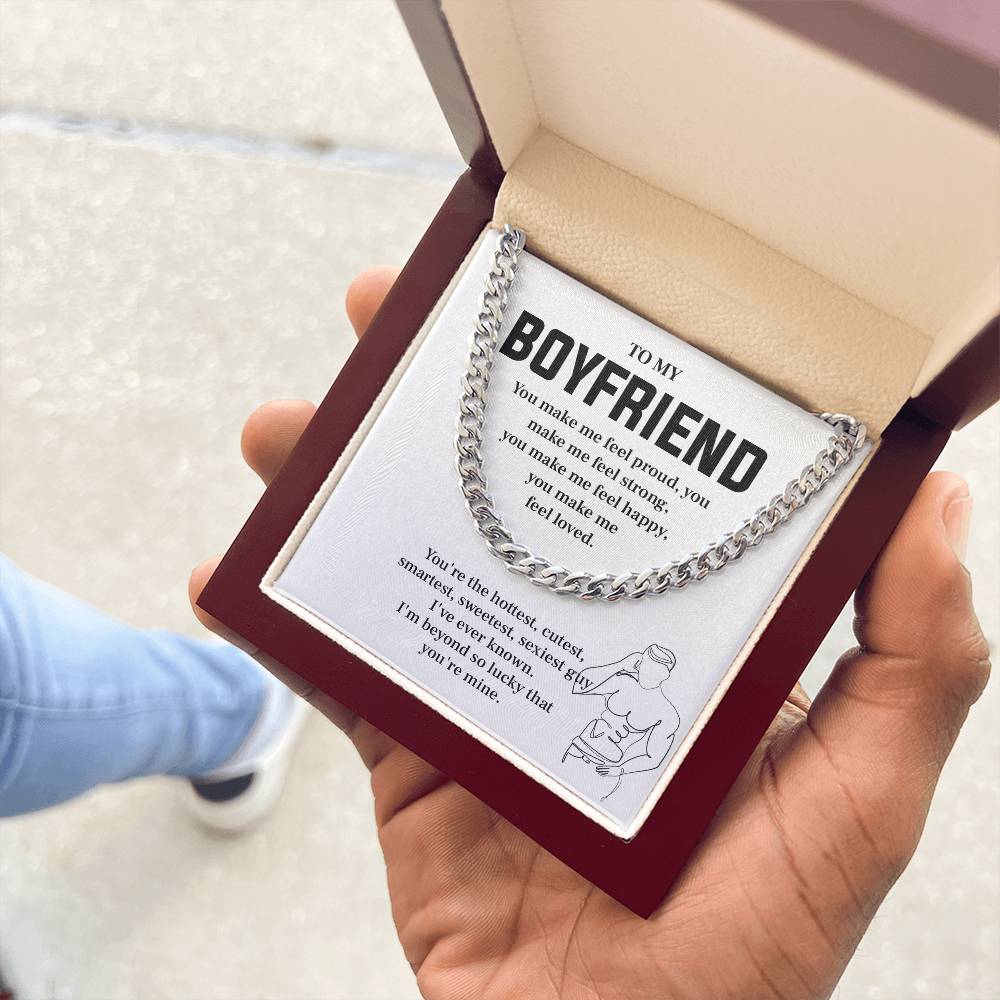 TO MY
BOYFRIEND
You make me feel proud, you
make me feel strong,
you make me feel happy,
you make me
feel loved.
You're the hottest, cutest,
smartest, sweetest, sexiest guy
I've ever known.
I'm beyond so lucky that
you're mine.